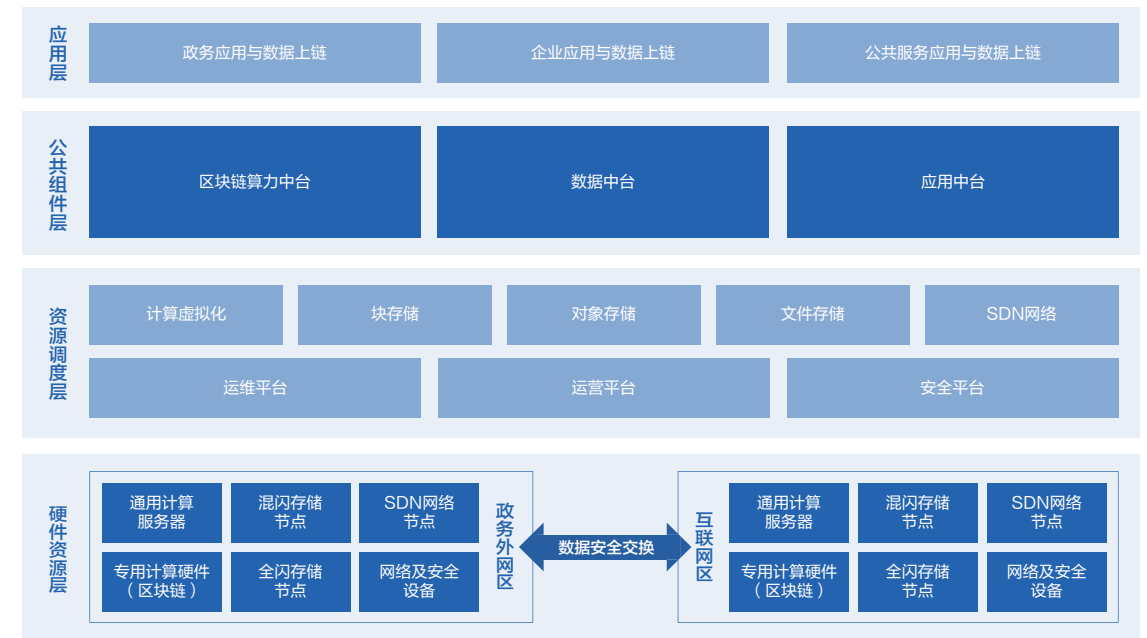 应用层
政务应用与数据上链
企业应用与数据上链
公共服务应用与数据上链
公共组件层
区块链算力中台
数据中台
应用中台
资源调度层
计算虚拟化
块存储
对象存储
文件存储
SDN网络
运维平台
运营平台
安全平台
硬件资源层
通用计算
服务器
混闪存储
节点
SDN网络
节点
专用计算硬件
（区块链）
全闪存储
节点
网络及安全
设备
政务外网区
数据安全交换
互联网区
通用计算
服务器
混闪存储
节点
SDN网络
节点
专用计算硬件
（区块链）
全闪存储
节点
网络及安全
设备